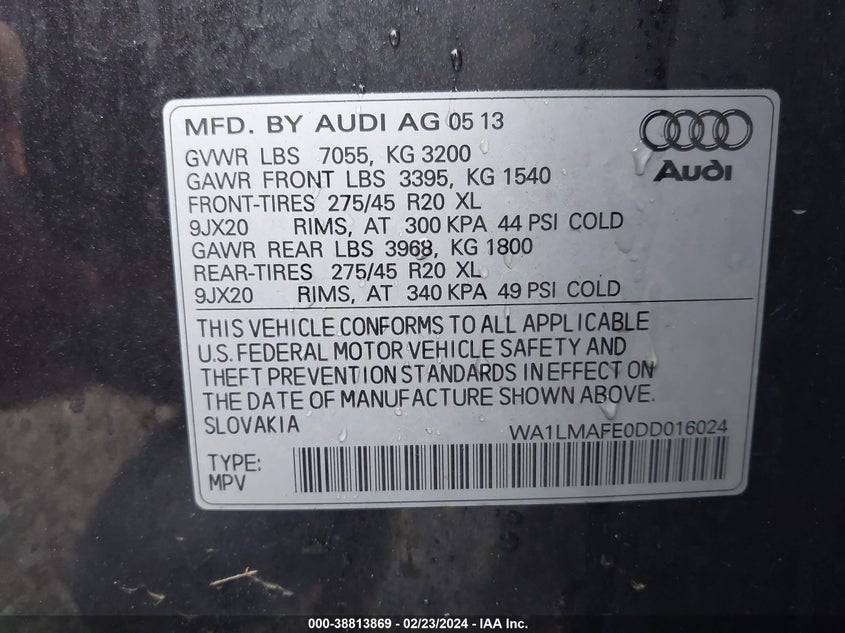 MFD. BY AUDI AG 05 13
GVWR LBS 7055, KG 3200
GAWR FRONT LBS 3395, KG 1540
FRONT-TIRES 275/45 R20 XL
9JX20 RIMS, AT 300 KPA 44 PSI COLD
GAWR REAR LBS 3968, KG 1800
REAR-TIRES 275/45 R20 XL
9JX20 RIMS, AT 340 KPA 49 PSI COLD
Audi
THIS VEHICLE CONFORMS TO ALL APPLICABLE
U.S. FEDERAL MOTOR VEHICLE SAFETY AND
THEFT PREVENTION STANDARDS IN EFFECT ON
THE DATE OF MANUFACTURE SHOWN ABOVE.
SLOVAKIA WA1LMAFE0DD016024
TYPE:
MPV
000-38813869 - 02/23/2024 - IAA Inc.